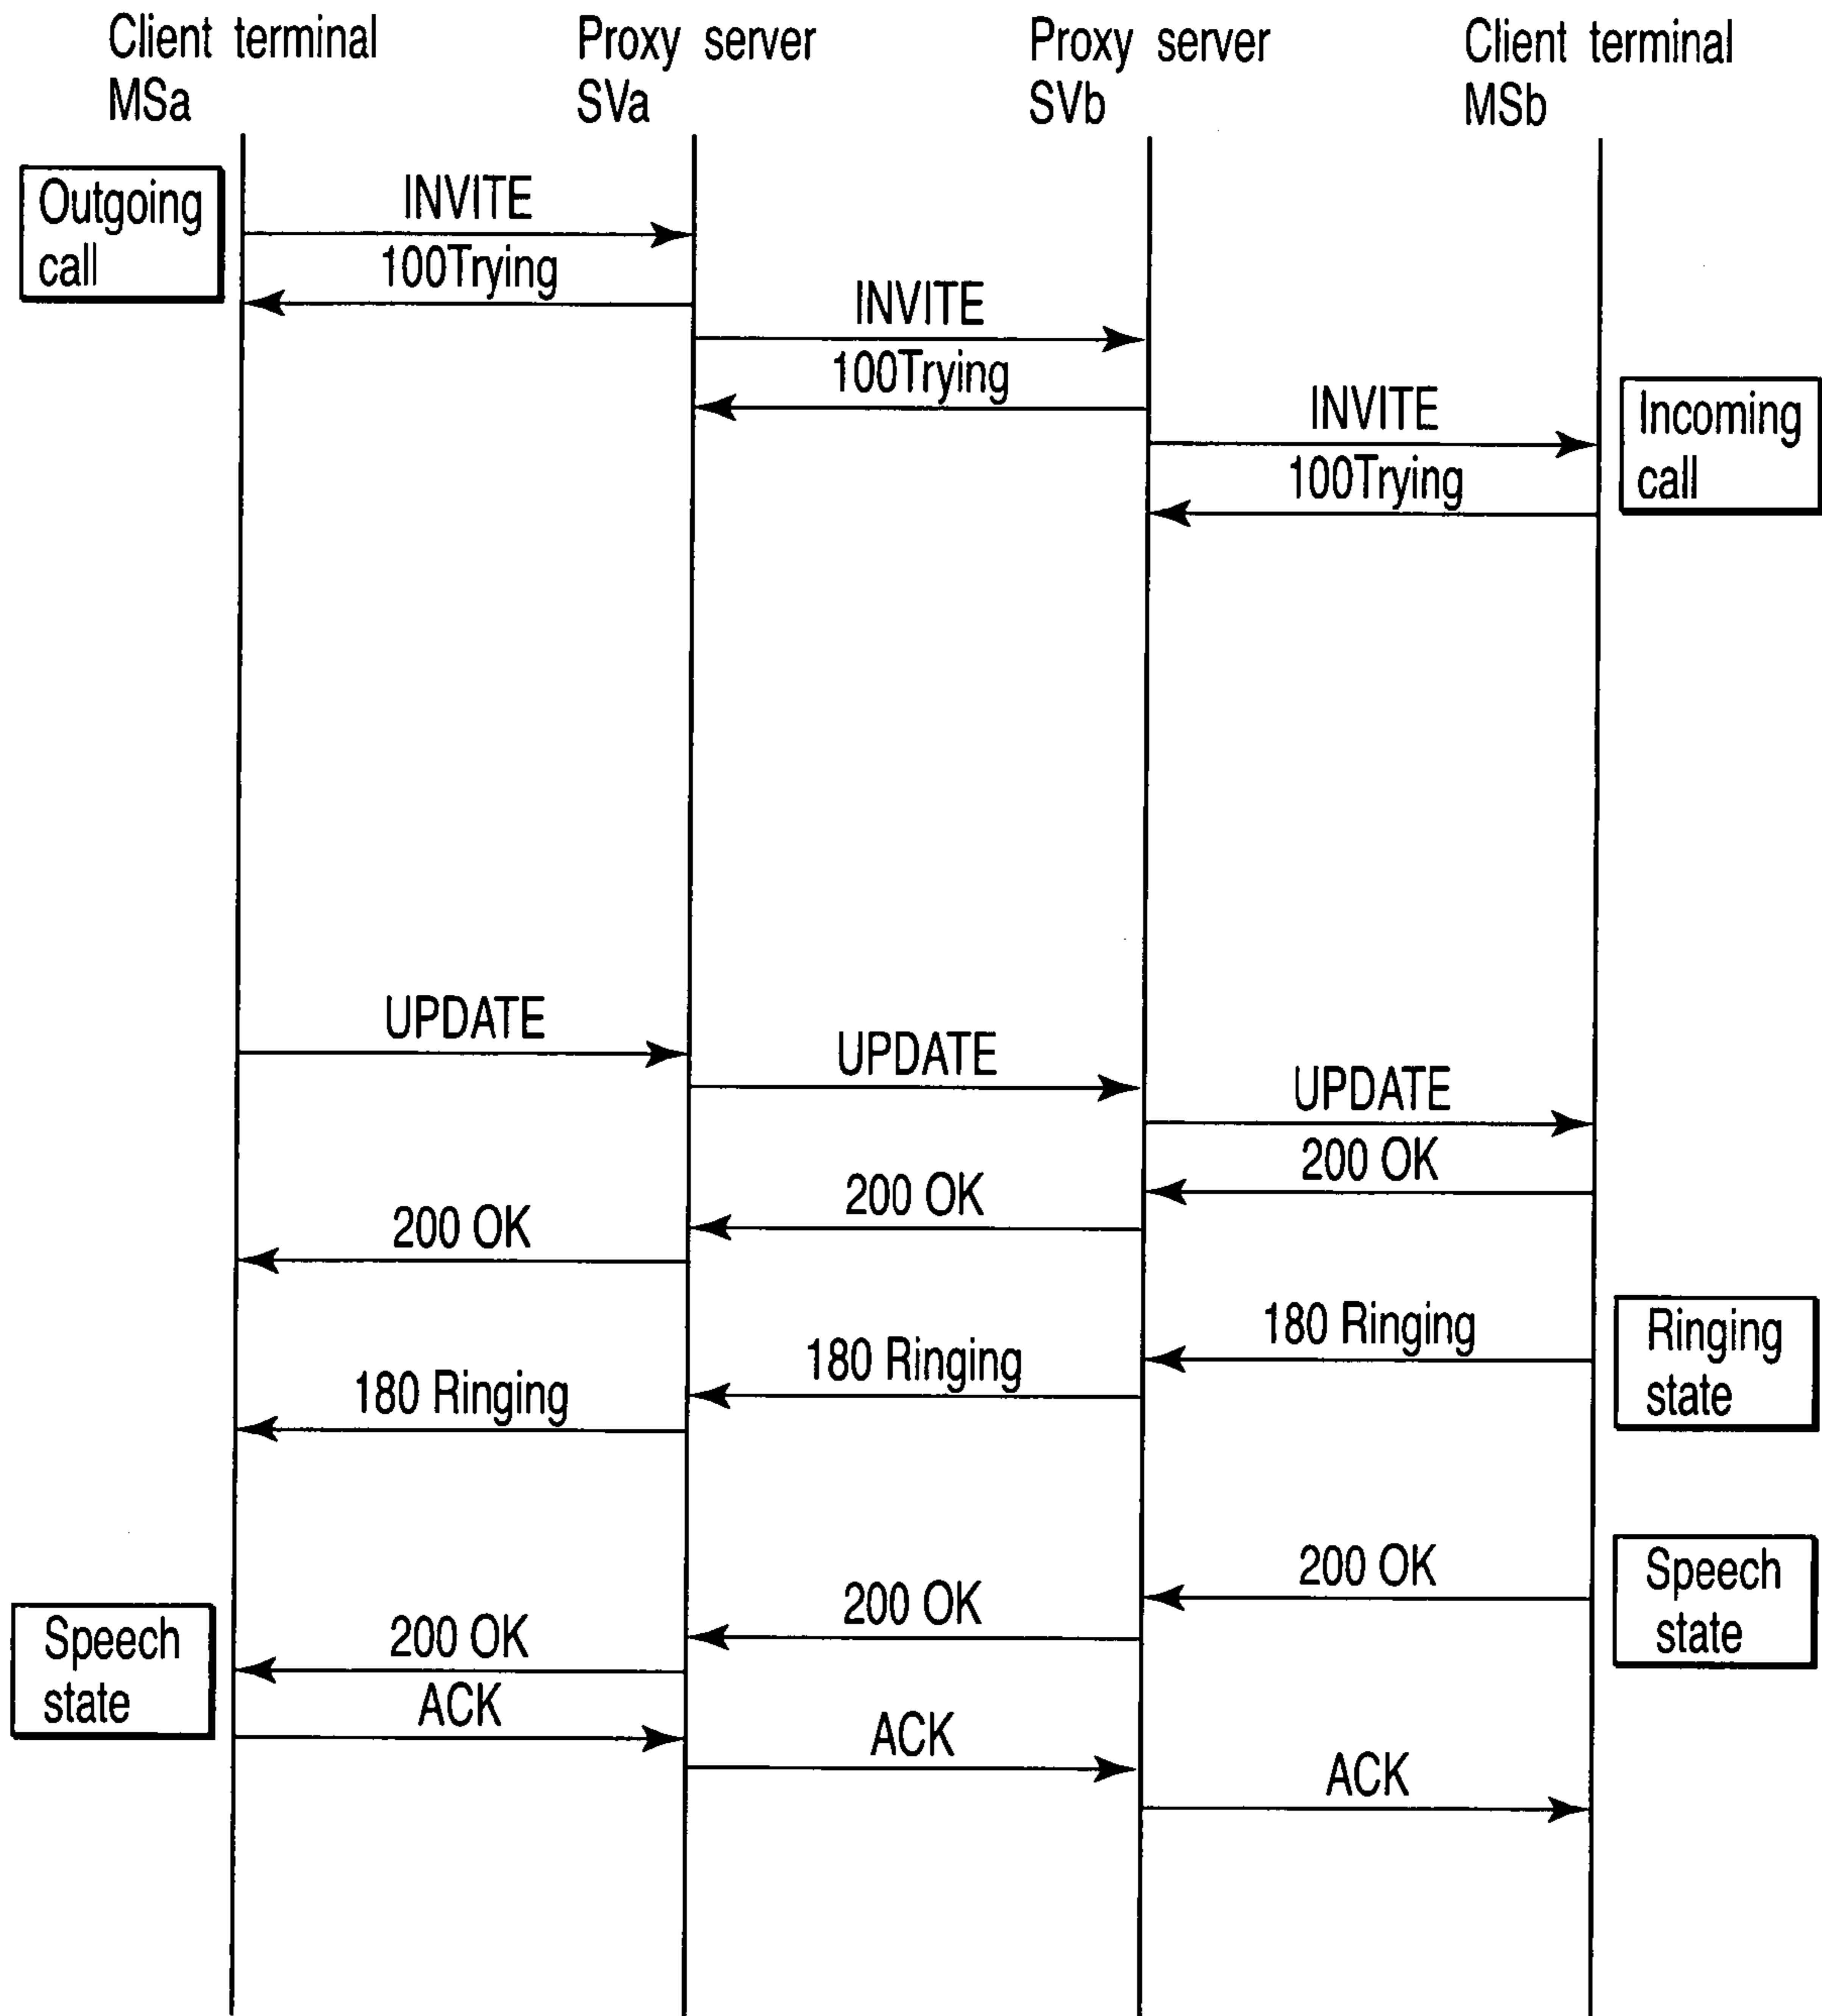 Client terminal
MSa
Proxy server
SVa
Proxy server
SVb
Client terminal
MSb
Outgoing
call
INVITE
100Trying
INVITE
100Trying
INVITE
100Trying
Incoming
call
UPDATE
UPDATE
UPDATE
200 OK
200 OK
200 OK
180 Ringing
180 Ringing
180 Ringing
Ringing
state
200 OK
200 OK
200 OK
Speech
state
Speech
state
ACK
ACK
ACK